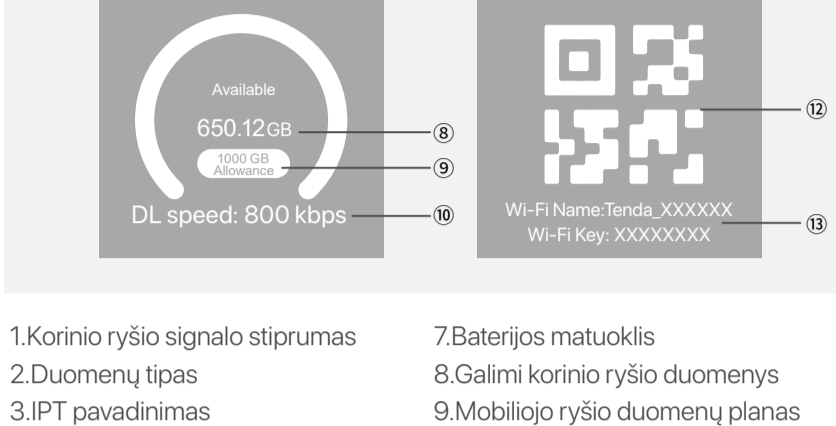 Available
650.12GB
⑧
1000 GB
Allowance
⑨
DL speed: 800 kbps
⑩
⑫
Wi-Fi Name:Tenda_XXXXXX
Wi-Fi Key: XXXXXXXX
⑬
1.Korinio ryšio signalo stiprumas
2.Duomenų tipas
3.IPT pavadinimas
7.Baterijos matuoklis
8.Galimi korinio ryšio duomenys
9.Mobiliojo ryšio duomenų planas